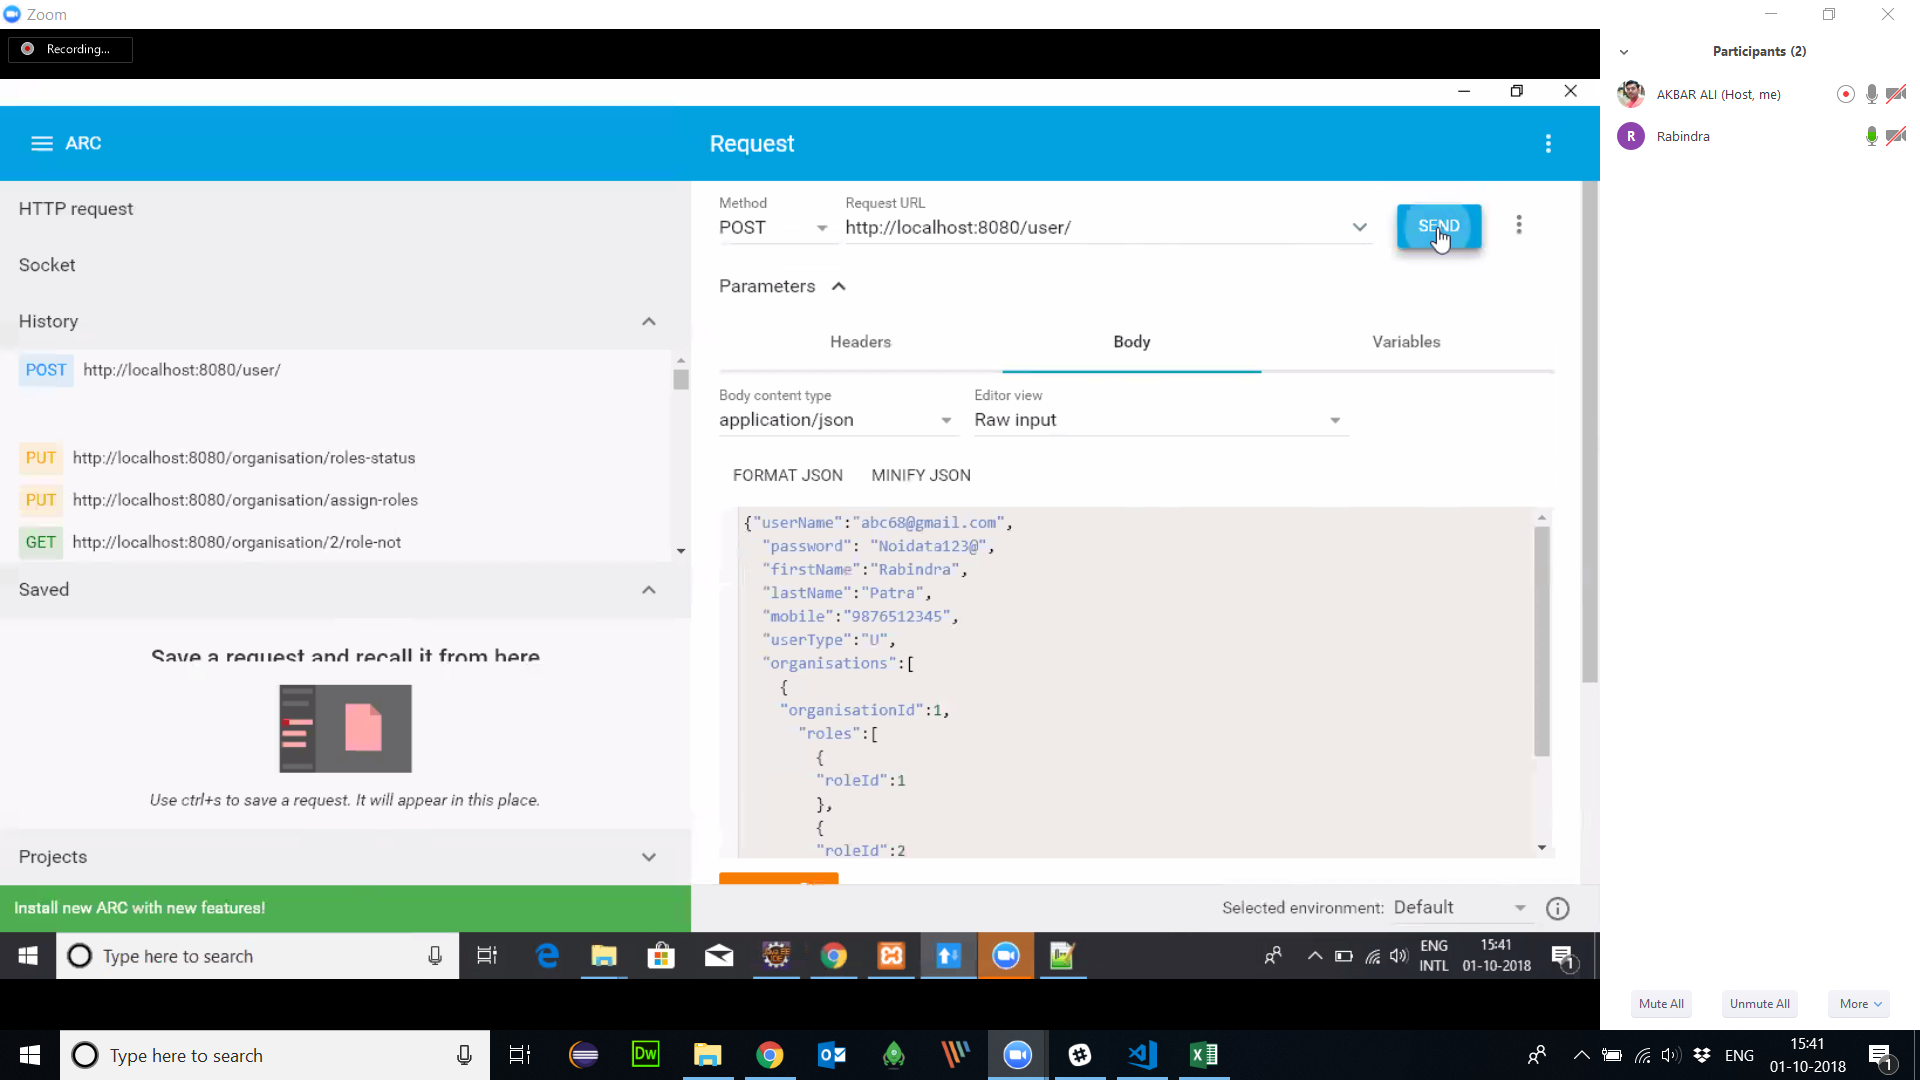 Zoom
Recording...
Participants (2)
AKBAR ALI (Host, me)
R Rabindra
ARC
Request
HTTP request
Socket
History
POST http://localhost:8080/user/
PUT http://localhost:8080/organisation/roles-status
PUT http://localhost:8080/organisation/assign-roles
GET http://localhost:8080/organisation/2/role-not
Saved
Save a request and recall it from here
Use ctrl+s to save a request. It will appear in this place.
Projects
Install new ARC with new features!
Method
POST
Request URL
http://localhost:8080/user/
SEND
Parameters
Headers
Body
Variables
Body content type
application/json
Editor view
Raw input
FORMAT JSON
MINIFY JSON
{"userName":"abc68@gmail.com",
"password": "Noidata123@",
"firstName":"Rabindra",
"lastName":"Patra",
"mobile":"9876512345",
"userType":"U",
"organisations":[
{
"organisationId":1,
"roles":[
{
"roleId":1
},
{
"roleId":2
Selected environment: Default
Type here to search
ENG
INTL
15:41
01-10-2018
1
Mute All
Unmute All
More
Type here to search
Dw
ENG
15:41
01-10-2018
1